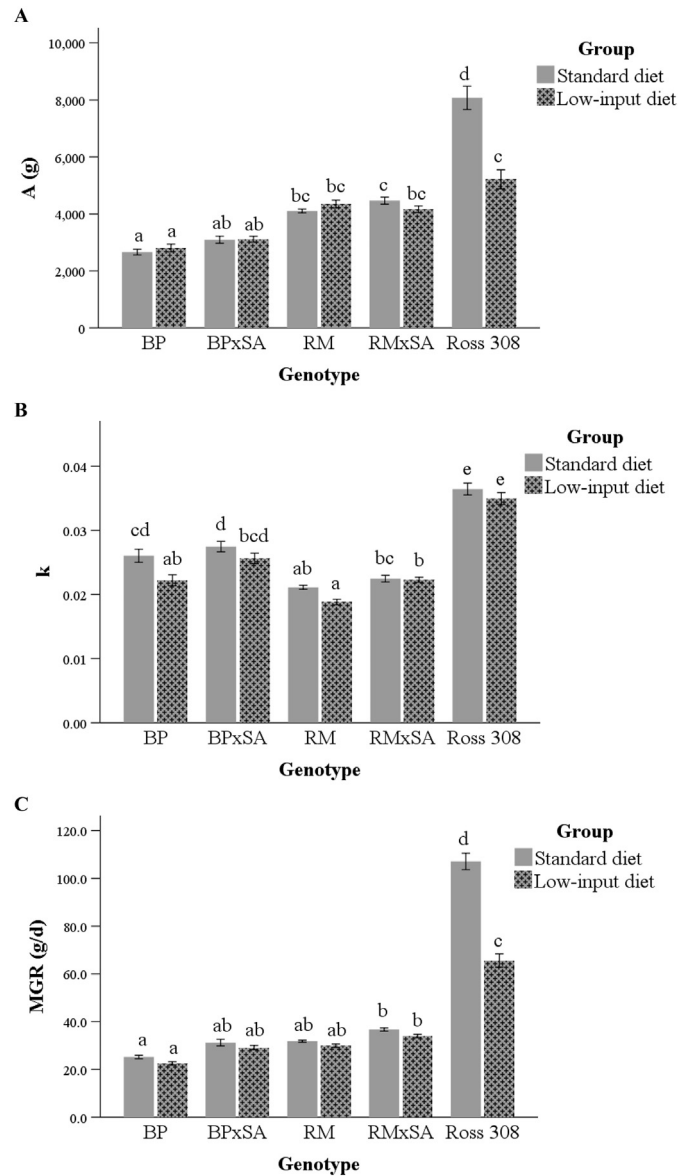 A
10,000
8,000
6,000
4,000
2,000
0
A (g)
a a ab ab bc bc c bc d c
BP BPxSA RM RMxSA Ross 308
Genotype
Group
Standard diet
Low-input diet
B
0.04
0.03
0.02
0.01
0.00
k
cd ab d bcd ab a bc b e e
BP BPxSA RM RMxSA Ross 308
Genotype
Group
Standard diet
Low-input diet
C
120.0
100.0
80.0
60.0
40.0
20.0
0.0
MGR (g/d)
a a ab ab ab ab b b d c
BP BPxSA RM RMxSA Ross 308
Genotype
Group
Standard diet
Low-input diet